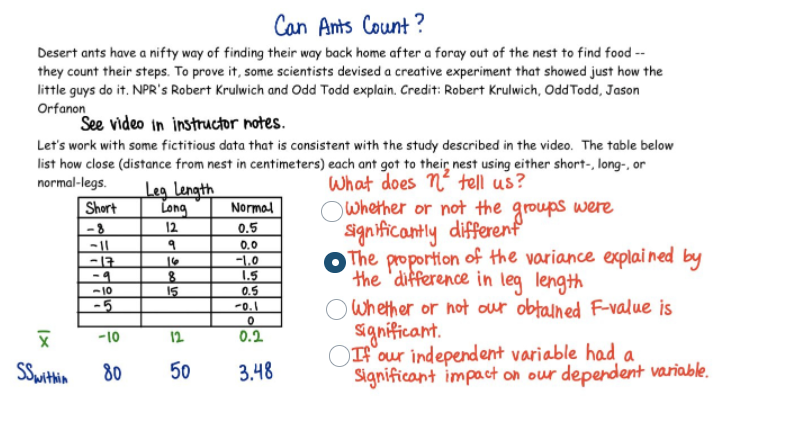 Can Ants Count?
Desert ants have a nifty way of finding their way back home after a foray out of the nest to find food --
they count their steps. To prove it, some scientists devised a creative experiment that showed just how the
little guys do it. NPR's Robert Krulwich and Odd Todd explain. Credit: Robert Krulwich, OddTodd, Jason
Orfanon
See video in instructor notes.
Let's work with some fictitious data that is consistent with the study described in the video. The table below
list how close (distance from nest in centimeters) each ant got to their nest using either short-, long-, or
normal-legs.
Leg Length
Short Long Normal
-8 12 0.5
-11 9 0.0
-17 16 -1.0
-9 8 1.5
-10 15 0.5
-5 -0.1
0
x̄ -10 12 0.2
SSwithin 80 50 3.48
What does η² tell us?
Whether or not the groups were
significantly different
The proportion of the variance explained by
the difference in leg length
Whether or not our obtained F-value is
significant.
If our independent variable had a
significant impact on our dependent variable.